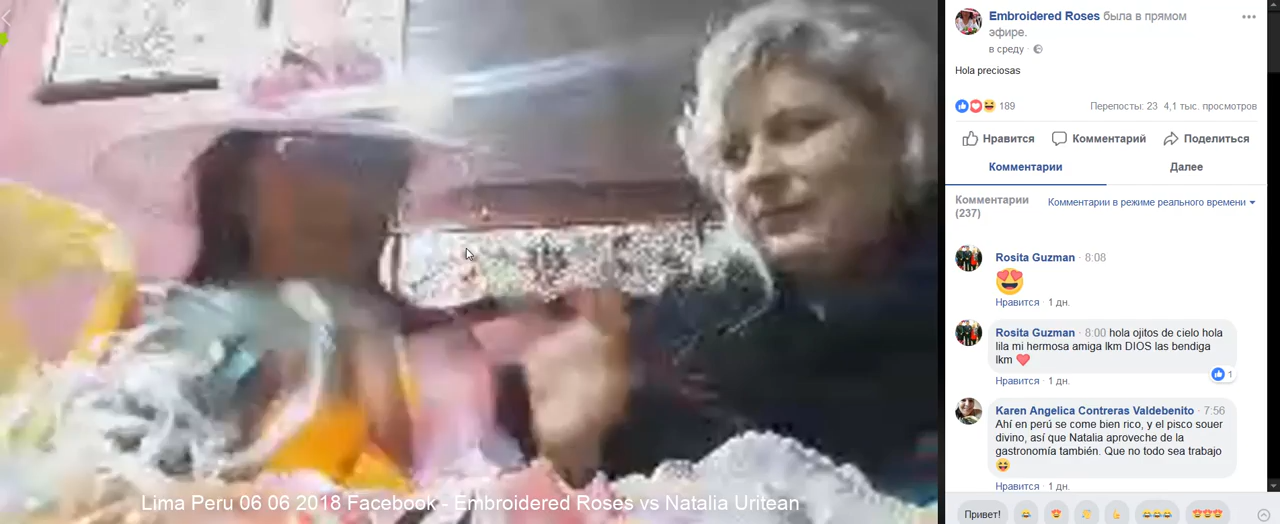 Lima Peru 06 06 2018 Facebook - Embroidered Roses vs Natalia Uritean
Embroidered Roses была в прямом
эфире.
в среду ·
Hola preciosas
189 Перепосты: 23 4,1 тыс. просмотров
Нравится Комментарий Поделиться
Комментарии Далее
Комментарии
(237)
Комментарии в режиме реального времени
Rosita Guzman · 8:08
😍
Нравится · 1 дн.
Rosita Guzman · 8:00 hola ojitos de cielo hola
lila mi hermosa amiga lkm DIOS las bendiga
lkm ❤️
1
Нравится · 1 дн.
Karen Angelica Contreras Valdebenito · 7:56
Ahí en perú se come bien rico, y el pisco souer
divino, así que Natalia aproveche de la
gastronomía también. Que no todo sea trabajo
😅
Нравится · 1 дн.
Привет! 😂 😍 👏 👍 😂😂😂 😍😍😍